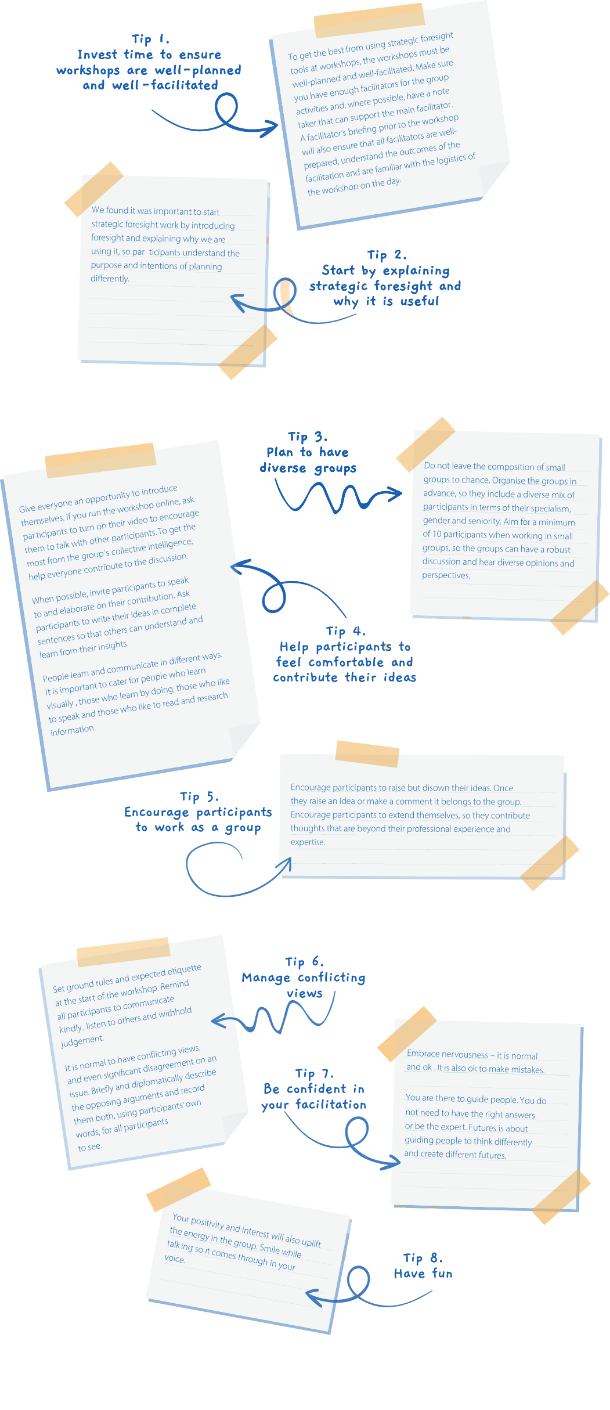 Tip 1.
Invest time to ensure
workshops are well-planned
and well-facilitated
To get the best from using strategic foresight
tools at workshops, the workshops must be
well-planned and well-facilitated. Make sure
you have enough facilitators for the group
activities and, where possible, have a note
taker that can support the main facilitator.
A facilitator's briefing prior to the workshop
will also ensure that all facilitators are well-
prepared, understand the outcomes of the
facilitation and are familiar with the logistics of
the workshop on the day.
We found it was important to start
strategic foresight work by introducing
foresight and explaining why we are
using it, so par ticipants understand the
purpose and intentions of planning
differently.
Tip 2.
Start by explaining
strategic foresight and
why it is useful
Tip 3.
Plan to have
diverse groups
Do not leave the composition of small
groups to chance. Organise the groups in
advance, so they include a diverse mix of
participants in terms of their specialism,
gender and seniority. Aim for a minimum
of 10 participants when working in small
groups, so the groups can have a robust
discussion and hear diverse opinions and
perspectives.
Give everyone an opportunity to introduce
themselves. If you run the workshop online, ask
participants to turn on their video to encourage
them to talk with other participants. To get the
most from the group's collective intelligence,
help everyone contribute to the discussion.
When possible, invite participants to speak
to and elaborate on their contribution. Ask
participants to write their ideas in complete
sentences so that others can understand and
learn from their insights.
People learn and communicate in different ways.
It is important to cater for people who learn
visually , those who learn by doing, those who like
to speak and those who like to read and research
information.
Tip 4.
Help participants to
feel comfortable and
contribute their ideas
Tip 5.
Encourage participants
to work as a group
Encourage participants to raise but disown their ideas. Once
they raise an idea or make a comment it belongs to the group.
Encourage participants to extend themselves, so they contribute
thoughts that are beyond their professional experience and
expertise.
Tip 6.
Manage conflicting
views
Set ground rules and expected etiquette
at the start of the workshop. Remind
all participants to communicate
kindly , listen to others and withhold
judgement.
It is normal to have conflicting views,
and even significant disagreement on an
issue. Briefly and diplomatically describe
the opposing arguments and record
them both, using participants' own
words, for all participants
to see.
Tip 7.
Be confident in
your facilitation
Embrace nervousness – it is normal
and ok . It is also ok to make mistakes.
You are there to guide people. You do
not need to have the right answers
or be the expert. Futures is about
guiding people to think differently
and create different futures.
Your positivity and interest will also uplift
the energy in the group. Smile while
talking so it comes through in your
voice.
Tip 8.
Have fun